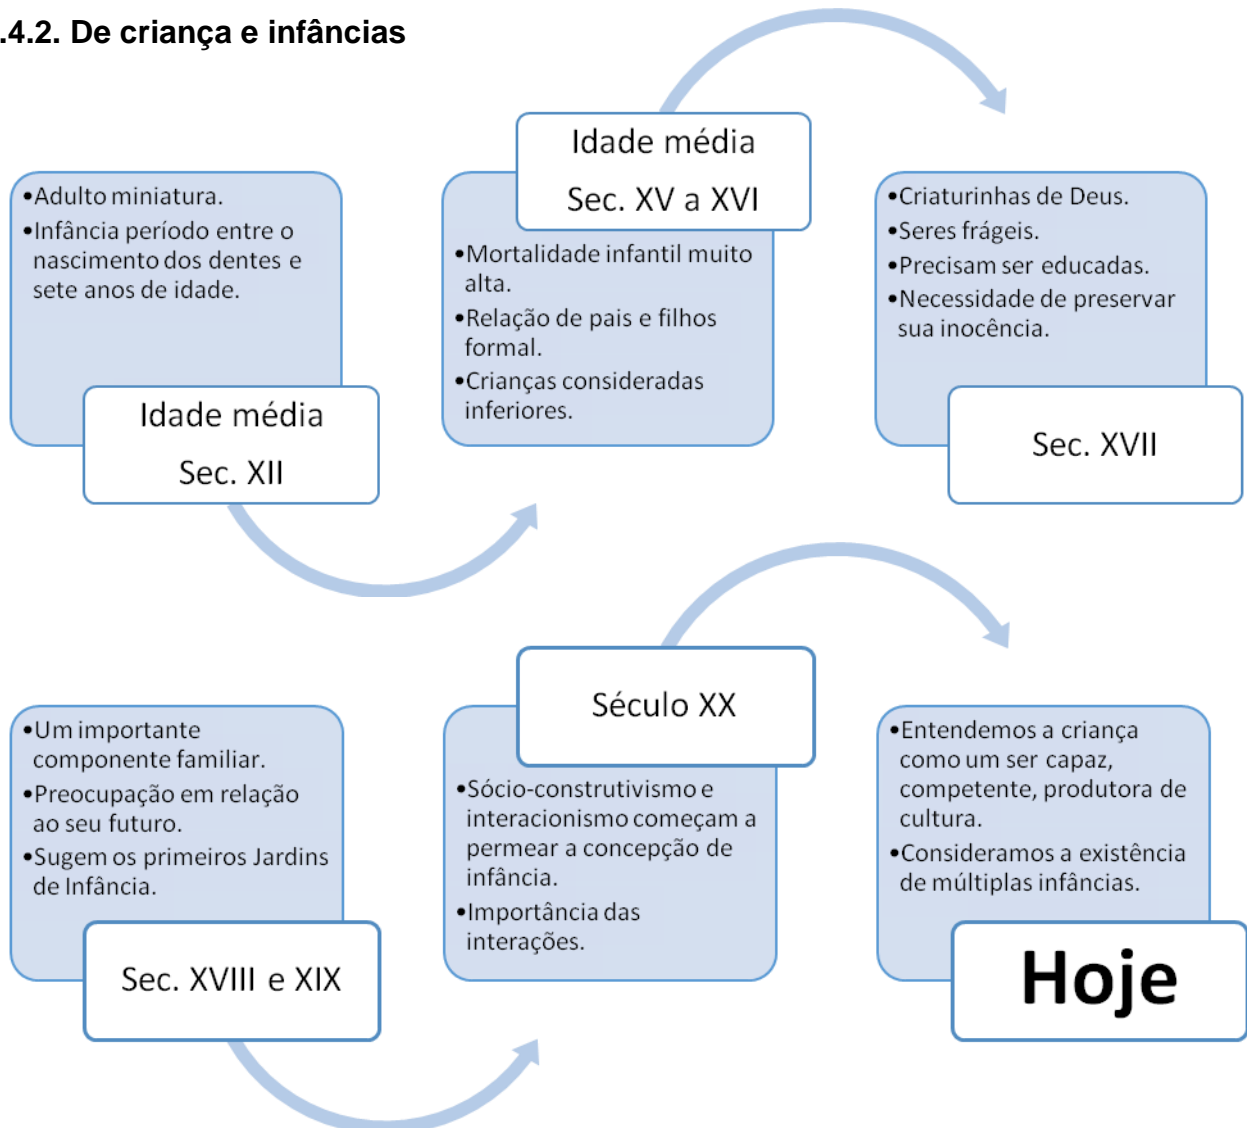 .4.2. De criança e infâncias
•Adulto miniatura.
•Infância período entre o
nascimento dos dentes e
sete anos de idade.
Idade média
Sec. XII
Idade média
Sec. XV a XVI
•Mortalidade infantil muito
alta.
•Relação de pais e filhos
formal.
•Crianças consideradas
inferiores.
•Criaturinhas de Deus.
•Seres frágeis.
•Precisam ser educadas.
•Necessidade de preservar
sua inocência.
Sec. XVII
•Um importante
componente familiar.
•Preocupação em relação
ao seu futuro.
•Sugem os primeiros Jardins
de Infância.
Sec. XVIII e XIX
Século XX
•Sócio-construtivismo e
interacionismo começam a
permear a concepção de
infância.
•Importância das
interações.
•Entendemos a criança
como um ser capaz,
competente, produtora de
cultura.
•Consideramos a existência
de múltiplas infâncias.
Hoje